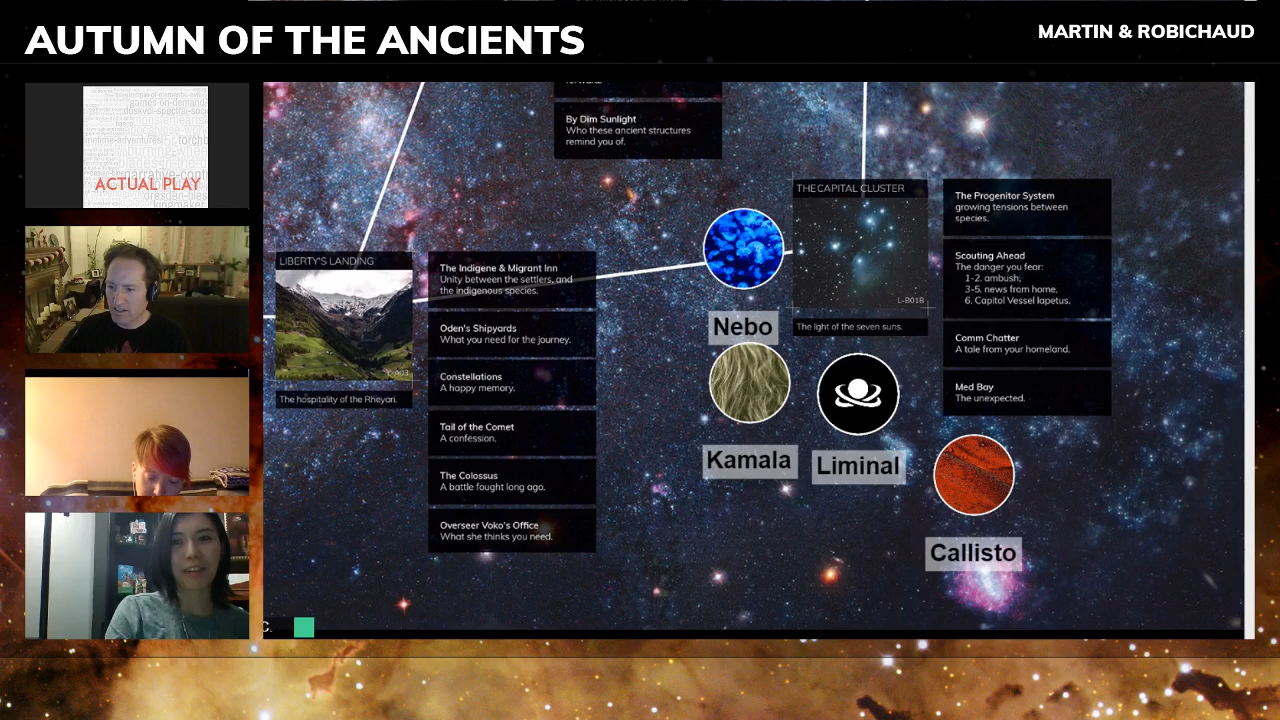 AUTUMN OF THE ANCIENTS
MARTIN & ROBICHAUD
games-on-demand
ACTUAL PLAY
By Dim Sunlight
Who these ancient structures
remind you of.
LIBERTY'S LANDING
C-A03
The hospitality of the Rheyari.
The Indigene & Migrant Inn
Unity between the settlers, and
the indigenous species.
Oden's Shipyards
What you need for the journey.
Constellations
A happy memory.
Tail of the Comet
A confession.
The Colossus
A battle fought long ago.
Overseer Voko's Office
What she thinks you need.
Nebo
Kamala
Liminal
Callisto
THE CAPITAL CLUSTER
L-B01B
The light of the seven suns.
The Progenitor System
growing tensions between
species.
Scouting Ahead
The danger you fear:
1-2. ambush,
3-5. news from home,
6. Capitol Vessel Iapetus.
Comm Chatter
A tale from your homeland.
Med Bay
The unexpected.
C.